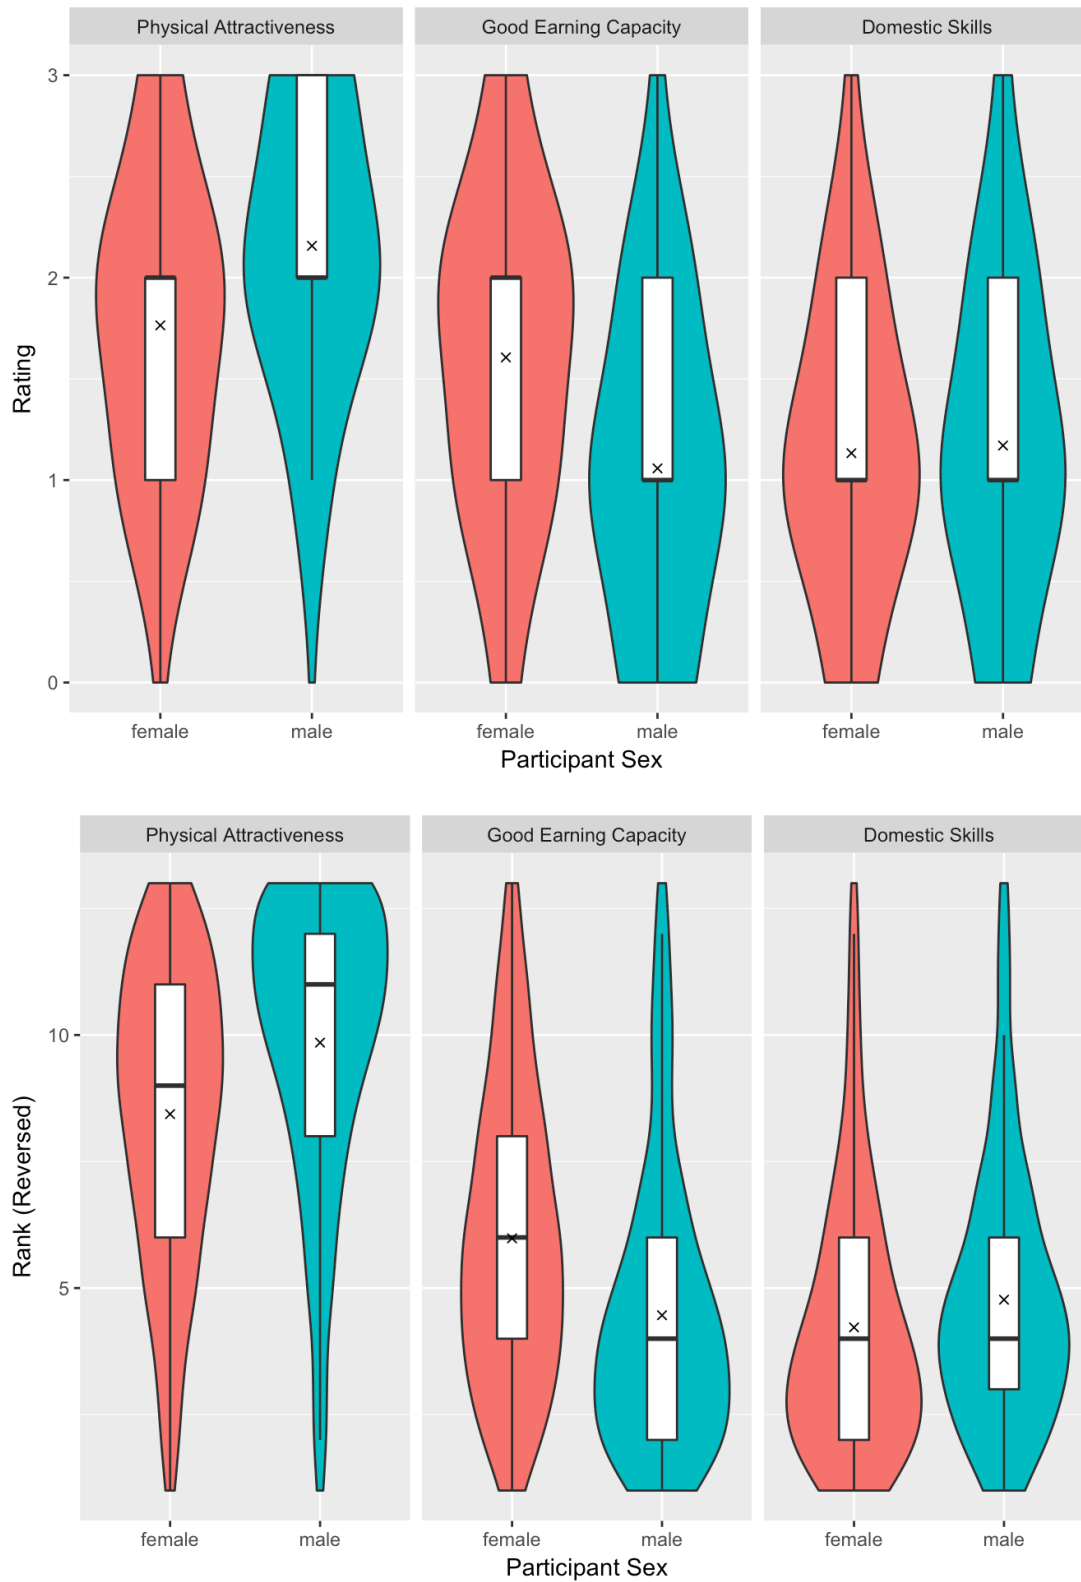 Physical Attractiveness Good Earning Capacity Domestic Skills
3
2
1
0
Rating
female male female male female male
Participant Sex
Physical Attractiveness Good Earning Capacity Domestic Skills
10
5
Rank (Reversed)
female male female male female male
Participant Sex